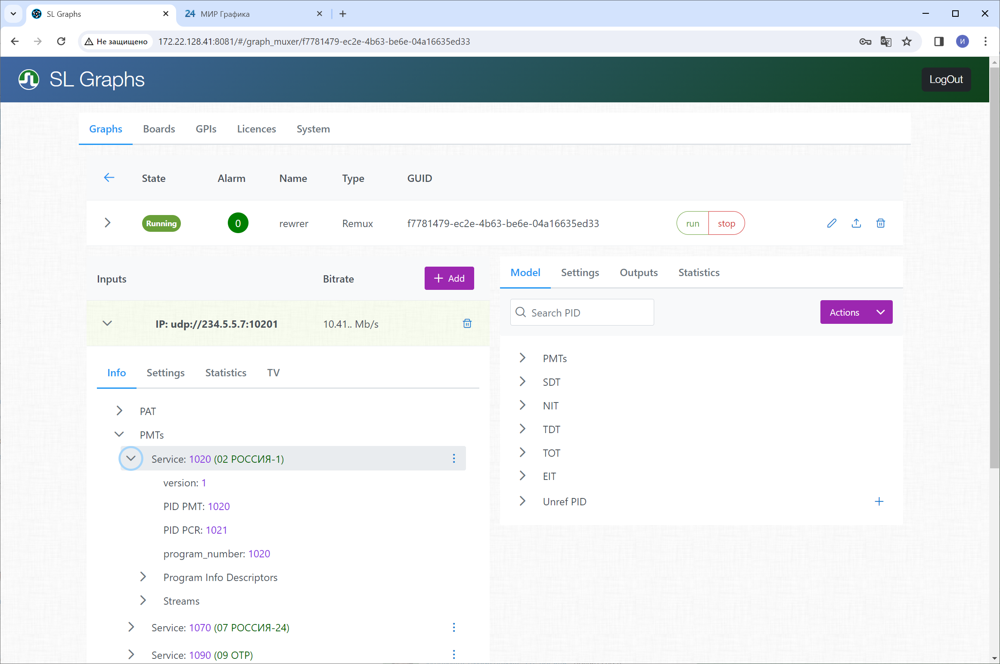 SL Graphs
24 МИР Графика
Не защищено 172.22.128.41:8081/#/graph_muxer/f7781479-ec2e-4b63-be6e-04a16635ed33
И
SL Graphs
LogOut
Graphs Boards GPIs Licences System
State Alarm Name Type GUID
Running 0 rewrer Remux f7781479-ec2e-4b63-be6e-04a16635ed33 run stop
Inputs Bitrate + Add
IP: udp://234.5.5.7:10201 10.41.. Mb/s
Info Settings Statistics TV
PAT
PMTs
Service: 1020 (02 РОССИЯ-1)
version: 1
PID PMT: 1020
PID PCR: 1021
program_number: 1020
Program Info Descriptors
Streams
Service: 1070 (07 РОССИЯ-24)
Service: 1090 (09 ОТР)
Model Settings Outputs Statistics
Search PID
Actions
PMTs
SDT
NIT
TDT
TOT
EIT
Unref PID